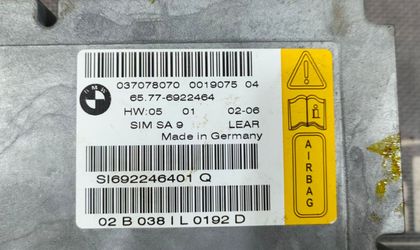 BMW
037078070 0019075 04
65.77-6922464
HW:05 01 02-06
SIM SA 9 LEAR
Made in Germany
SI692246401 Q
02 B 038 I L 0192 D
AIRBAG